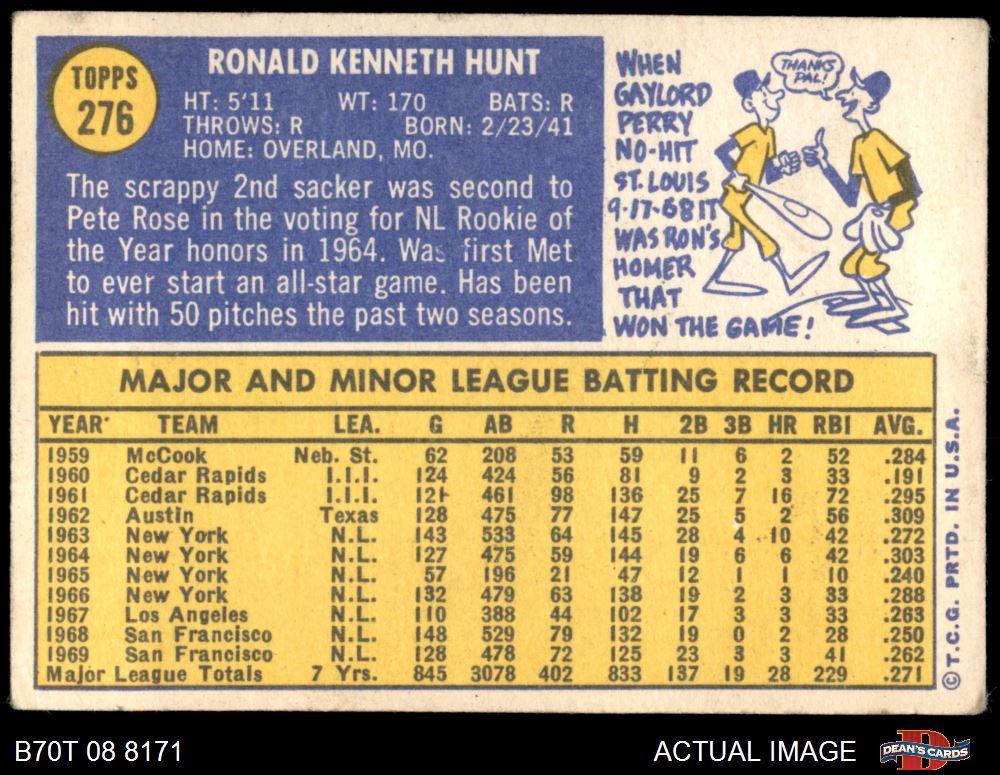 TOPPS
276
RONALD KENNETH HUNT
HT: 5'11 WT: 170 BATS: R
THROWS: R BORN: 2/23/41
HOME: OVERLAND, MO.
The scrappy 2nd sacker was second to
Pete Rose in the voting for NL Rookie of
the Year honors in 1964. Was first Met
to ever start an all-star game. Has been
hit with 50 pitches the past two seasons.
WHEN
GAYLORD
PERRY
NO-HIT
ST. LOUIS
9-17-68 IT
WAS RON'S
HOMER
THAT
WON THE GAME!
THANKS
PAL!
MAJOR AND MINOR LEAGUE BATTING RECORD
YEAR TEAM LEA. G AB R H 2B 3B HR RBI AVG.
1959 McCook Neb. St. 62 208 53 59 11 6 2 52 .284
1960 Cedar Rapids I.I.I. 124 424 56 81 9 2 3 33 .191
1961 Cedar Rapids I.I.I. 121 461 98 136 25 7 16 72 .295
1962 Austin Texas 128 475 77 147 25 5 2 56 .309
1963 New York N.L. 143 533 64 145 28 4 10 42 .272
1964 New York N.L. 127 475 59 144 19 6 6 42 .303
1965 New York N.L. 57 196 21 47 12 1 1 10 .240
1966 New York N.L. 132 479 63 138 19 2 3 33 .288
1967 Los Angeles N.L. 110 388 44 102 17 3 3 33 .263
1968 San Francisco N.L. 148 529 79 132 19 0 2 28 .250
1969 San Francisco N.L. 128 478 72 125 23 3 3 41 .262
Major League Totals 7 Yrs. 845 3078 402 833 137 19 28 229 .271
©T.C.G. PRTD. IN U.S.A.
B70T 08 8171
ACTUAL IMAGE
D
DEAN'S CARDS